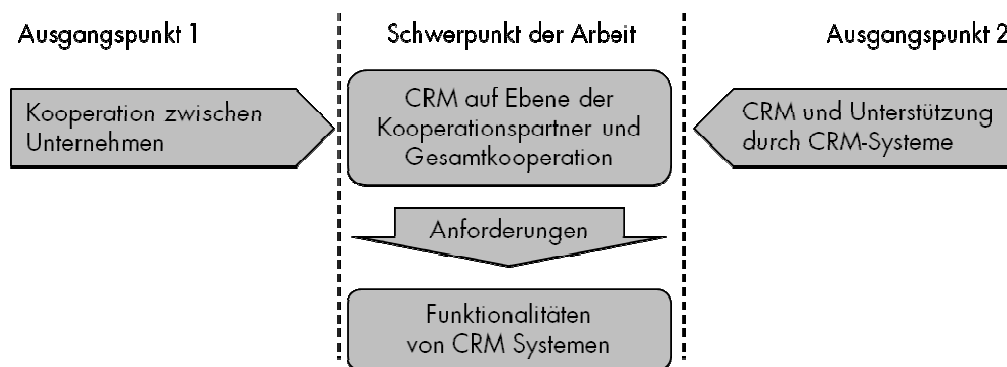 Ausgangspunkt 1
Schwerpunkt der Arbeit
Ausgangspunkt 2
Kooperation zwischen
Unternehmen
CRM auf Ebene der
Kooperationspartner und
Gesamtkooperation
CRM und Unterstützung
durch CRM-Systeme
Anforderungen
Funktionalitäten
von CRM Systemen